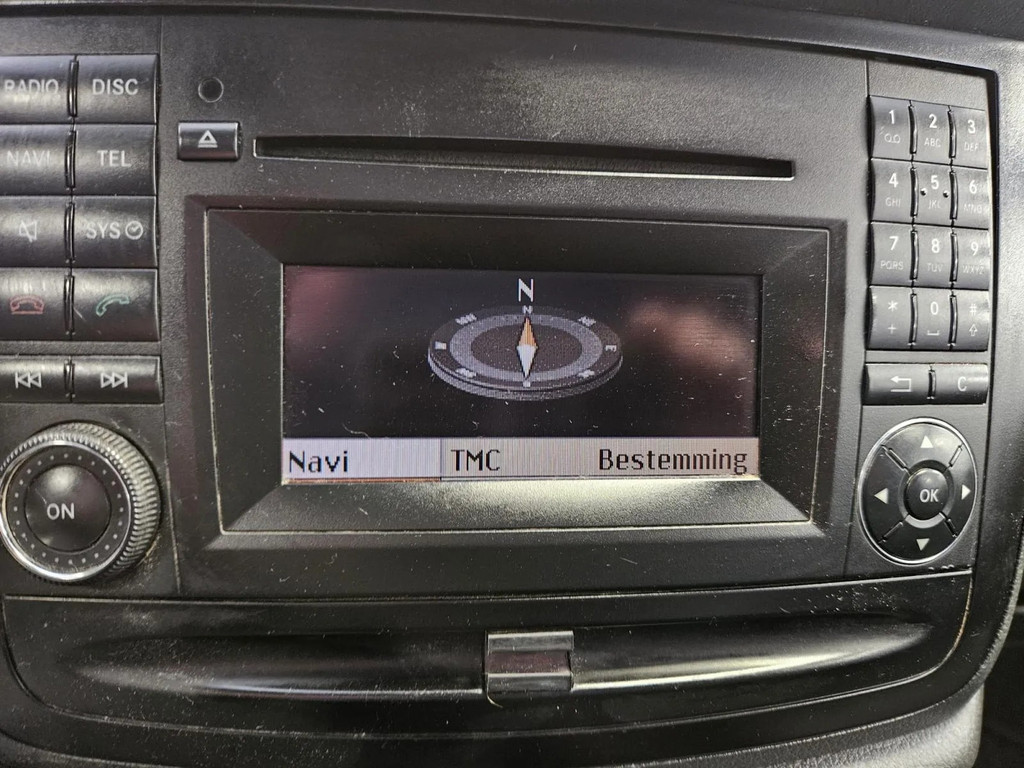 RADIO DISC
NAVI TEL
SYS
ON
N
N
E
Navi TMC Bestemming
1 2 ABC 3 DEF
4 GHI 5 JKL 6 MNO
7 PQRS 8 TUV 9 WXYZ
* + 0 #
C
OK